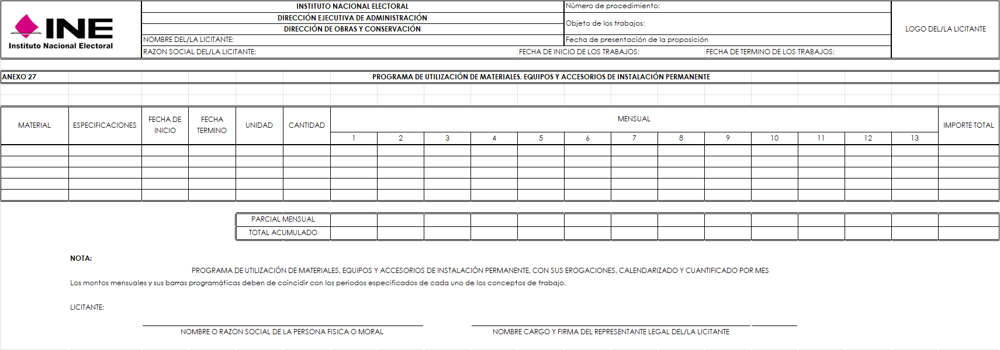 INE
Instituto Nacional Electoral
INSTITUTO NACIONAL ELECTORAL
DIRECCIÓN EJECUTIVA DE ADMINISTRACIÓN
DIRECCIÓN DE OBRAS Y CONSERVACIÓN
NOMBRE DEL/LA LICITANTE:
RAZON SOCIAL DEL/LA LICITANTE:
Número de procedimiento:
Objeto de los trabajos:
Fecha de presentación de la proposición
FECHA DE INICIO DE LOS TRABAJOS: FECHA DE TERMINO DE LOS TRABAJOS:
LOGO DEL/LA LICITANTE
ANEXO 27 PROGRAMA DE UTILIZACIÓN DE MATERIALES, EQUIPOS Y ACCESORIOS DE INSTALACIÓN PERMANENTE
MATERIAL ESPECIFICACIONES FECHA DE INICIO FECHA TERMINO UNIDAD CANTIDAD MENSUAL IMPORTE TOTAL
1 2 3 4 5 6 7 8 9 10 11 12 13
PARCIAL MENSUAL
TOTAL ACUMULADO
NOTA:
PROGRAMA DE UTILIZACIÓN DE MATERIALES, EQUIPOS Y ACCESORIOS DE INSTALACIÓN PERMANENTE, CON SUS EROGACIONES, CALENDARIZADO Y CUANTIFICADO POR MES
Los montos mensuales y sus barras programáticas deben de coincidir con los periodos especificados de cada uno de los conceptos de trabajo.
LICITANTE:
NOMBRE O RAZON SOCIAL DE LA PERSONA FISICA O MORAL NOMBRE CARGO Y FIRMA DEL REPRESENTANTE LEGAL DEL/LA LICITANTE